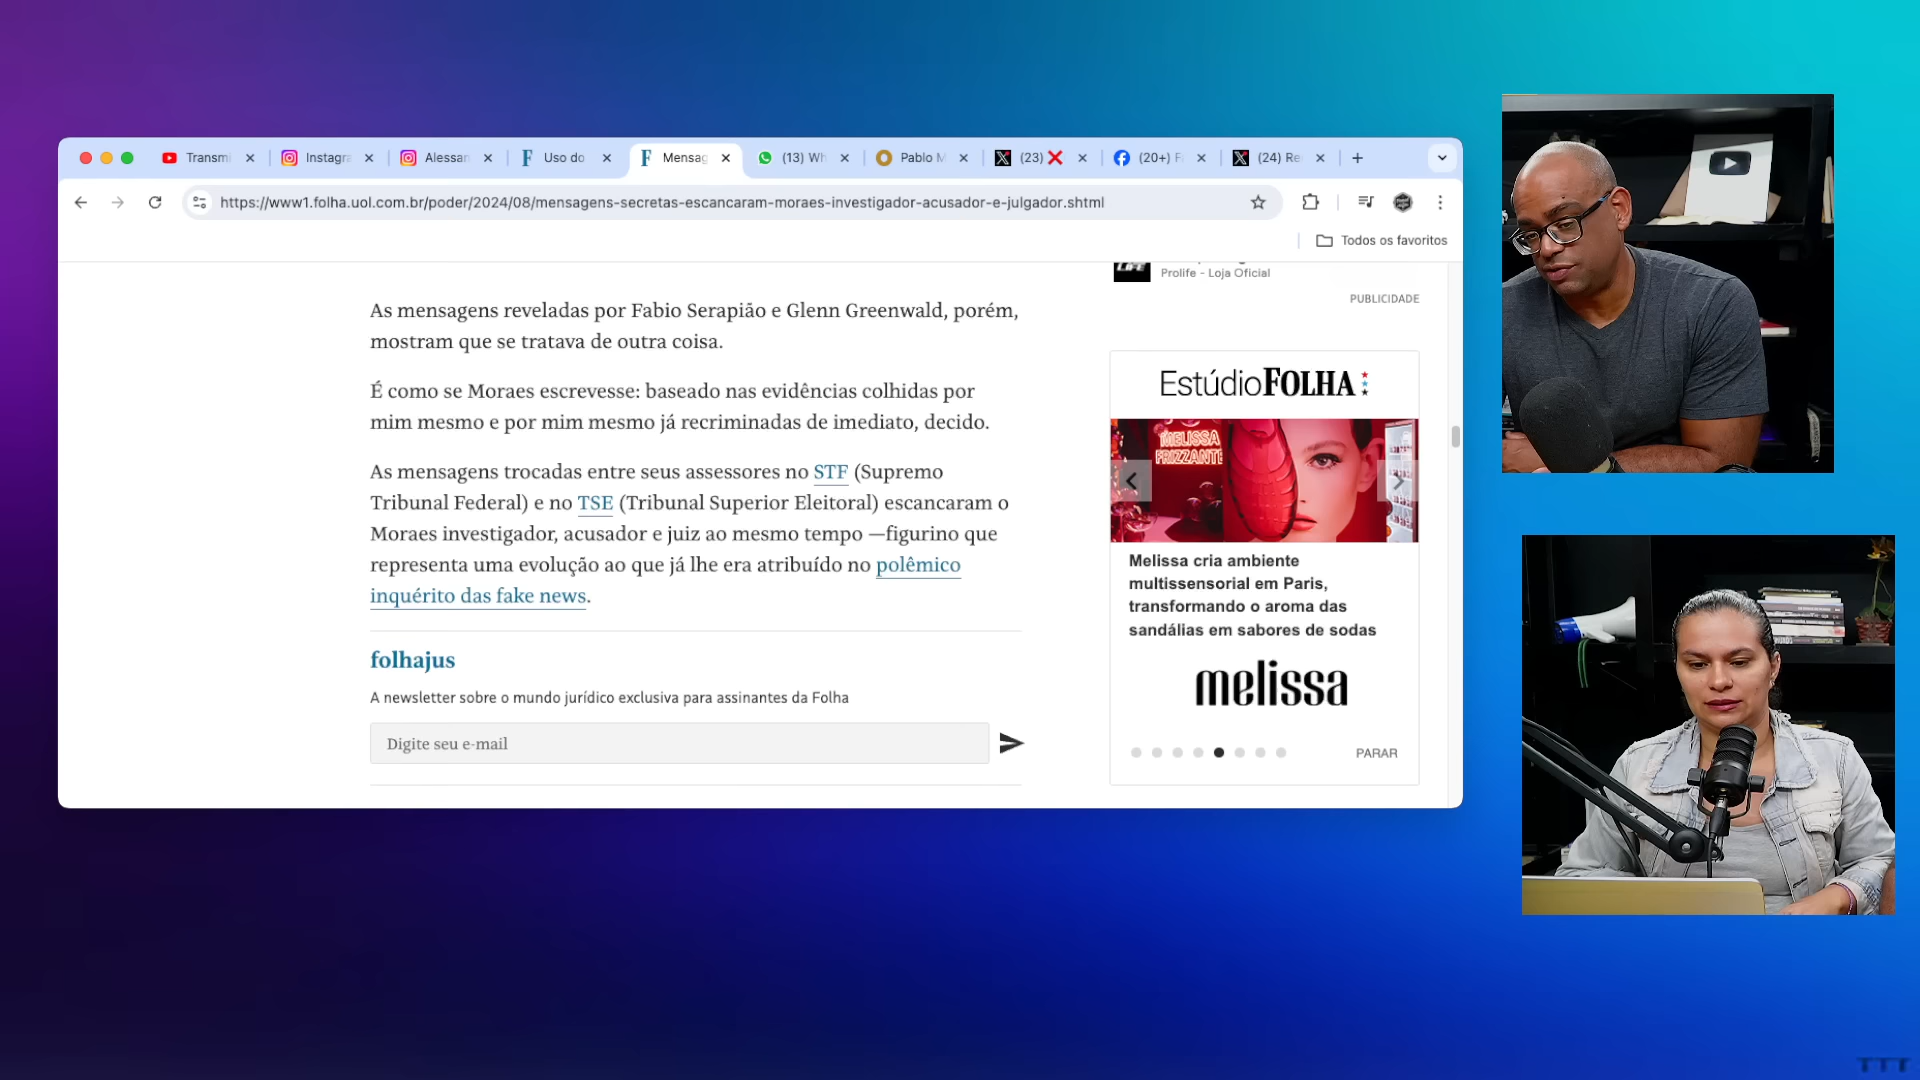 Transmi
Instagra
Alessan
Uso do
Mensag
(13) Wh
Pablo M
(23) ❌
(20+) F
(24) Re
https://www1.folha.uol.com.br/poder/2024/08/mensagens-secretas-escancaram-moraes-investigador-acusador-e-julgador.shtml
Todos os favoritos
As mensagens reveladas por Fabio Serapião e Glenn Greenwald, porém,
mostram que se tratava de outra coisa.
É como se Moraes escrevesse: baseado nas evidências colhidas por
mim mesmo e por mim mesmo já recriminadas de imediato, decido.
As mensagens trocadas entre seus assessores no STF (Supremo
Tribunal Federal) e no TSE (Tribunal Superior Eleitoral) escancaram o
Moraes investigador, acusador e juiz ao mesmo tempo —figurino que
representa uma evolução ao que já lhe era atribuído no polêmico
inquérito das fake news.
folhajus
A newsletter sobre o mundo jurídico exclusiva para assinantes da Folha
Digite seu e-mail
LIFE
Prolife - Loja Oficial
PUBLICIDADE
EstúdioFOLHA
MELISSA
FRIZZANTE
Melissa cria ambiente
multissensorial em Paris,
transformando o aroma das
sandálias em sabores de sodas
melissa
PARAR